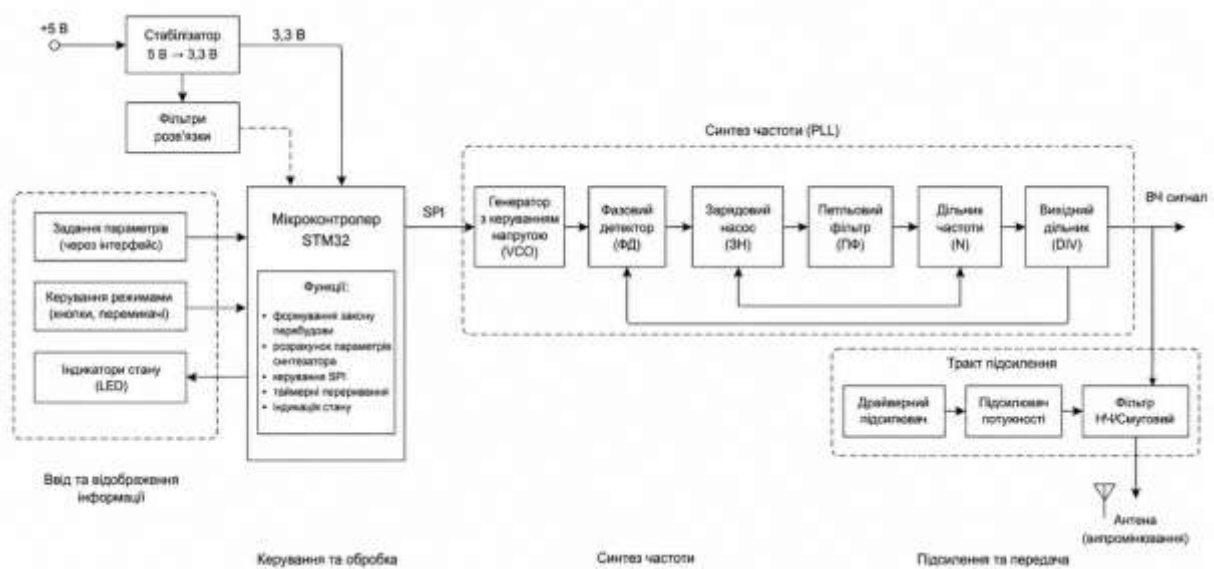 +5 В
Стабілізатор
5 В → 3,3 В
3,3 В
Фільтри
розв'язки
Синтез частоти (PLL)
Задання параметрів
(через інтерфейс)
Керування режимами
(кнопки, перемикачі)
Індикатори стану
(LED)
Ввід та відображення
інформації
Мікроконтролер
STM32
Функції:
• формування закону
перебудови
• розрахунок параметрів
синтезатора
• керування SPI
• таймерні переривання
• індикація стану
SPI
Генератор
з керуванням
напругою
(VCO)
Фазовий
детектор
(ФД)
Зарядовий
насос
(ЗН)
Петльовий
фільтр
(ПФ)
Дільник
частоти
(N)
Вихідний
дільник
(DIV)
ВЧ сигнал
Тракт підсилення
Драйверний
підсилювач
Підсилювач
потужності
Фільтр
НЧ/Смуговий
Антена
(випромінювання)
Керування та обробка
Синтез частоти
Підсилення та передача